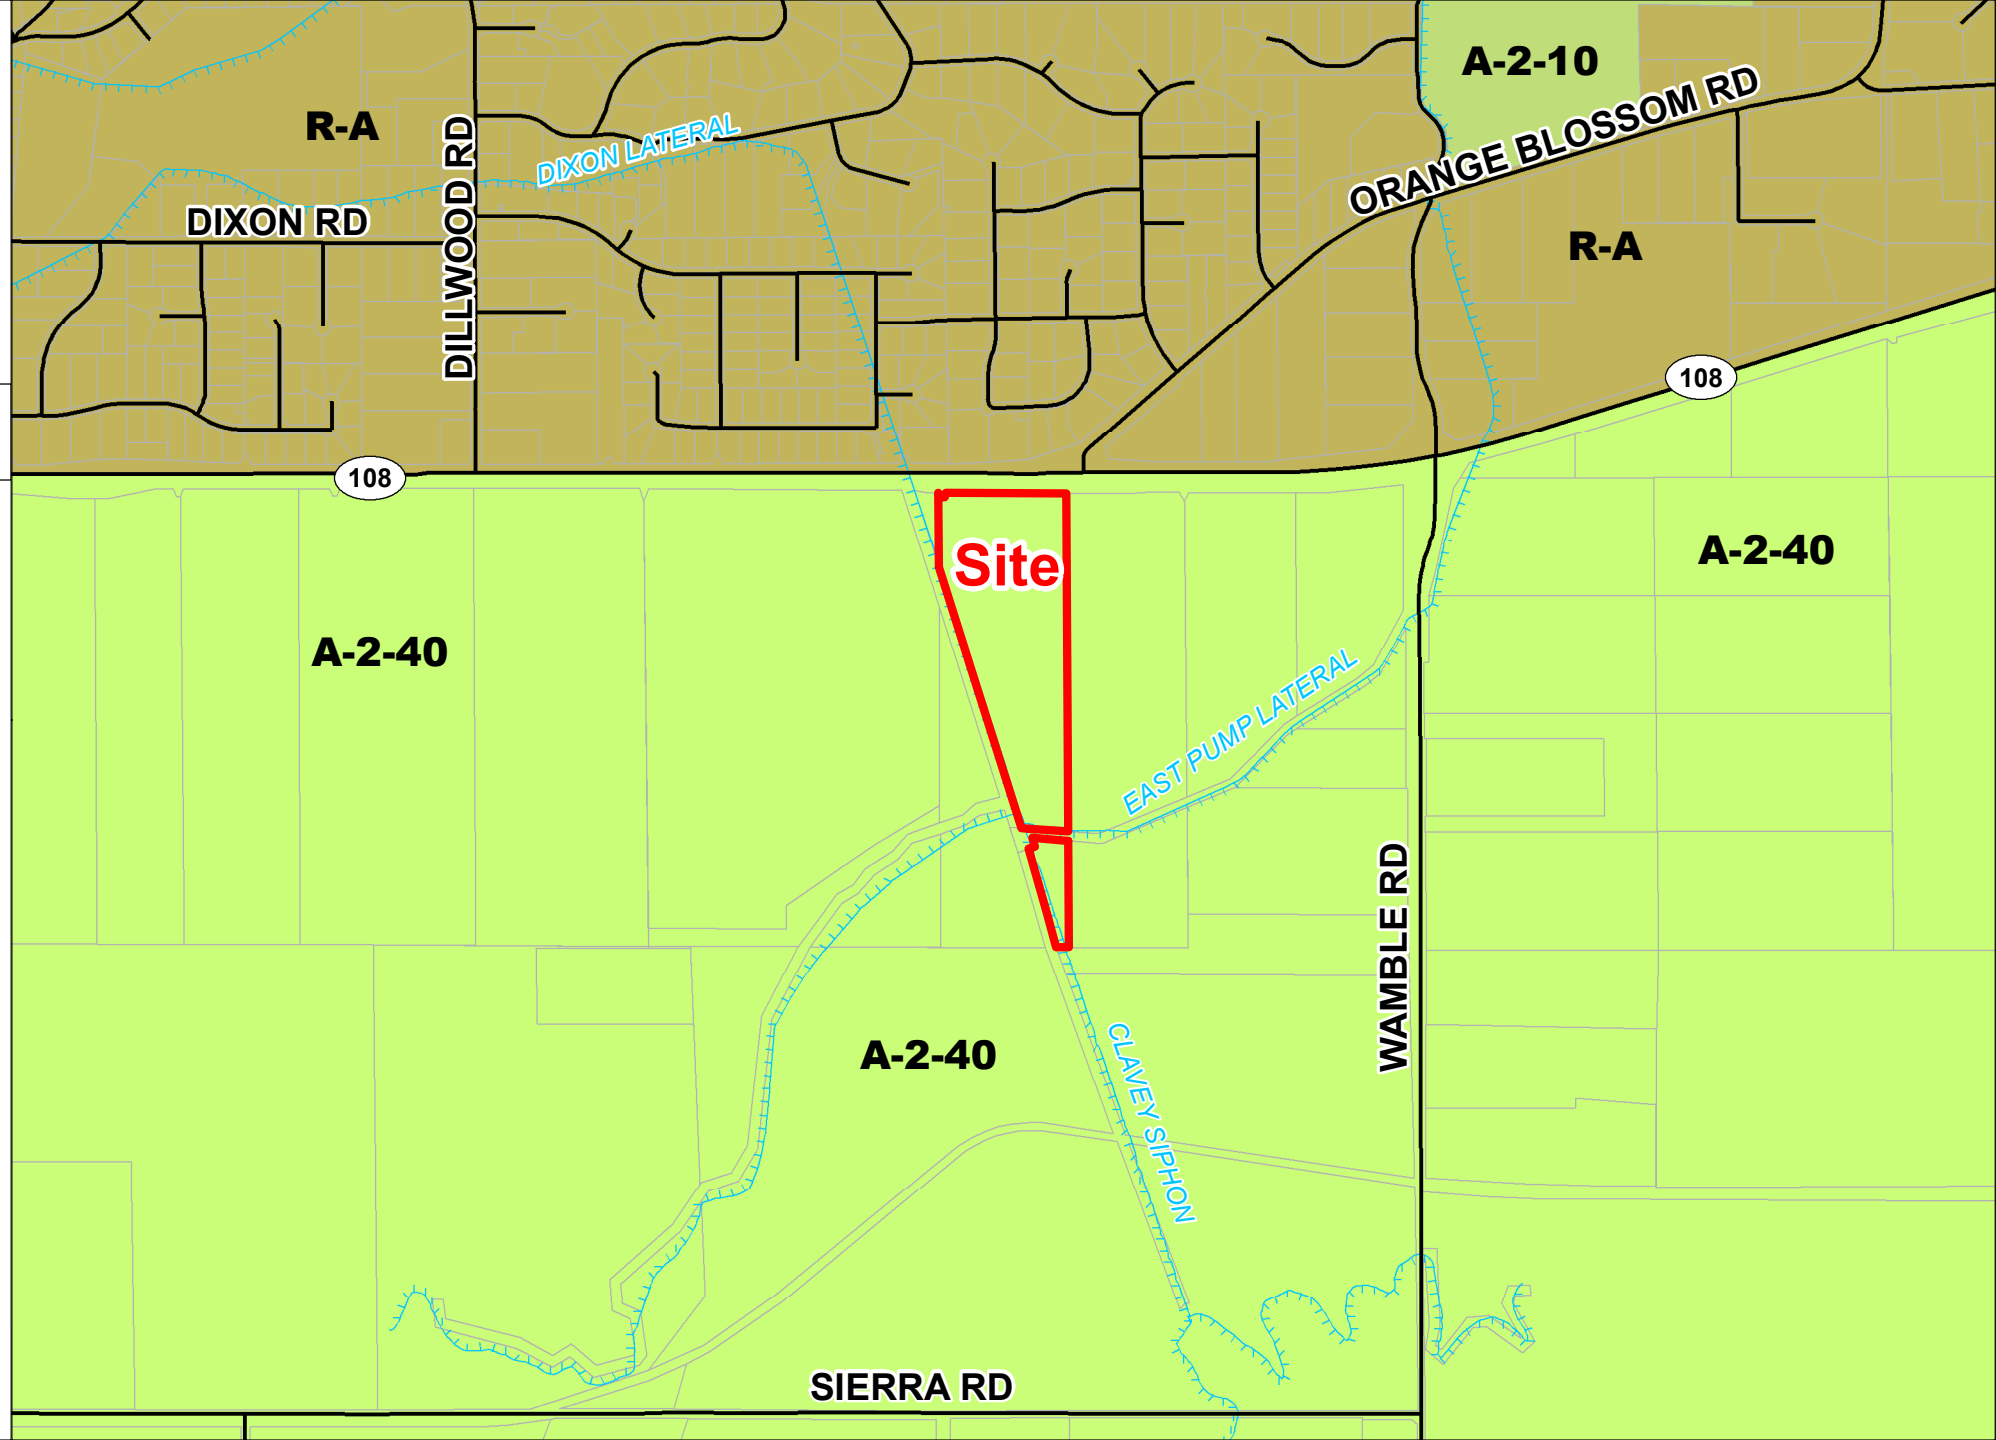 A-2-10
ORANGE BLOSSOM RD
R-A
DILLWOOD RD
DIXON LATERAL
DIXON RD
R-A
108
108
Site
A-2-40
A-2-40
EAST PUMP LATERAL
WAMBLE RD
A-2-40
CLAVEY SIPHON
SIERRA RD